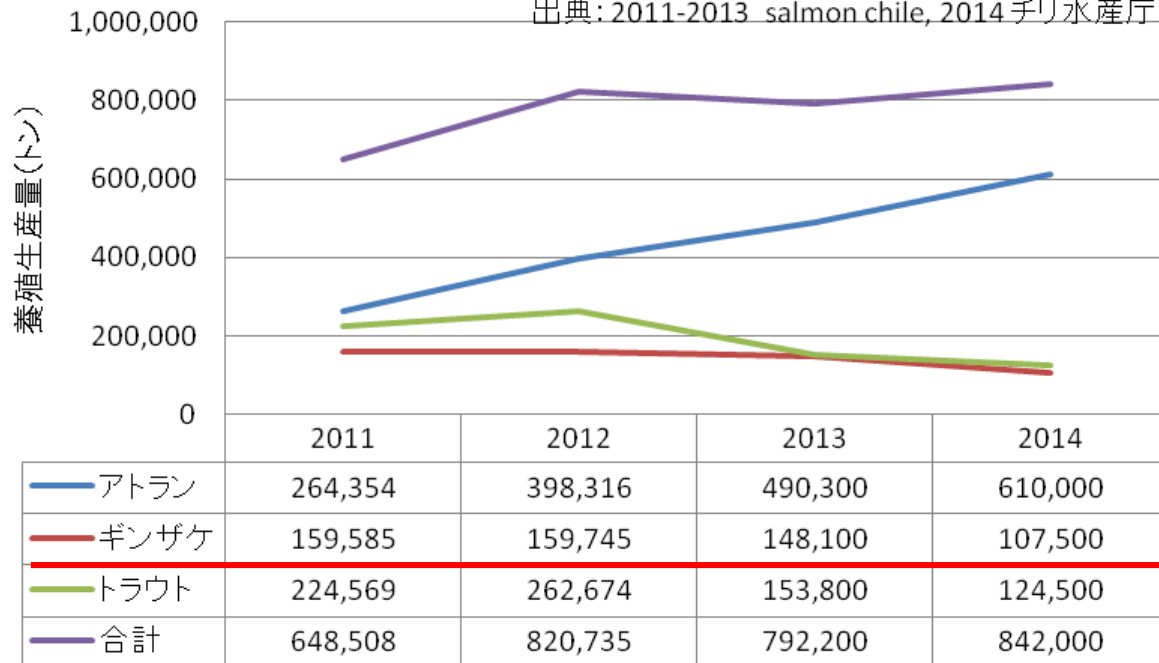 出典：2011-2013 salmon chile, 2014チリ水産庁
1,000,000
800,000
600,000
400,000
200,000
0
養殖生産量(トン)
2011 2012 2013 2014
アトラン 264,354 398,316 490,300 610,000
ギンザケ 159,585 159,745 148,100 107,500
トラウト 224,569 262,674 153,800 124,500
合計 648,508 820,735 792,200 842,000